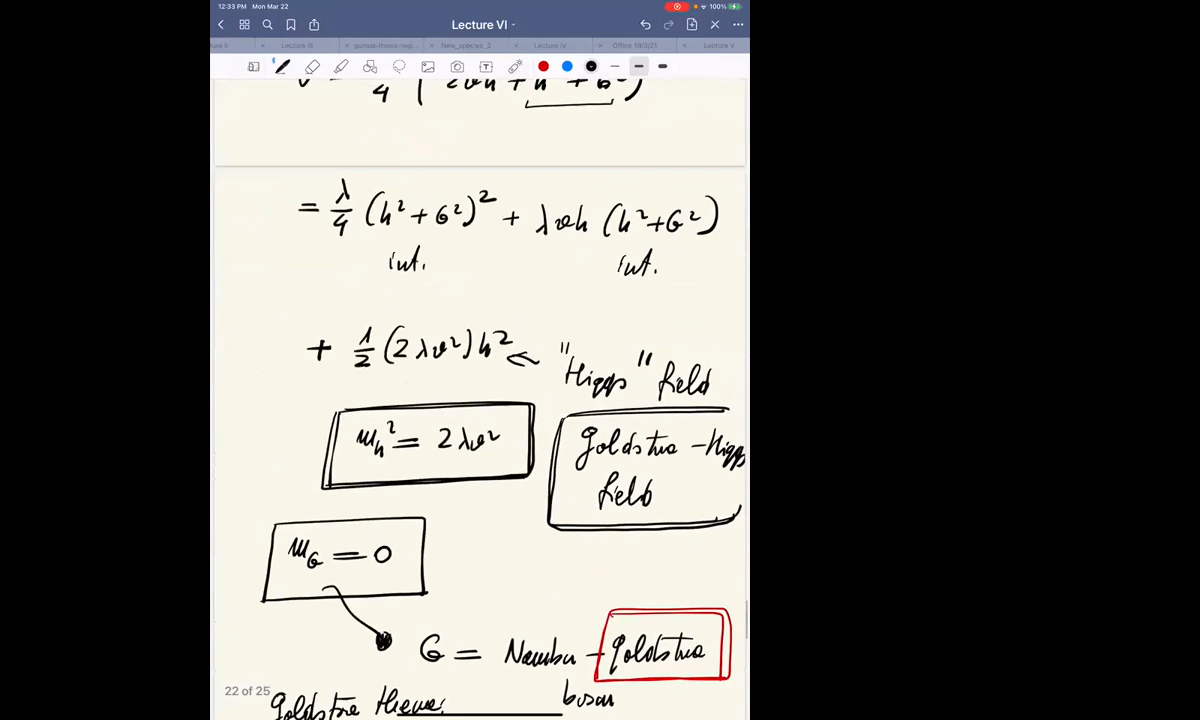 12:33 PM Mon Mar 22
100%
Lecture VI
Lecture III
New_species_3
Lecture IV
Office 18/3/21
Lecture V
= λ/4 (h² + G²)² + λvh (h² + G²)
int. int.
+ 1/2 (2λv²) h² ← "Higgs" field
m_h² = 2λv²
Goldstone - Higgs
field
m_G = 0
G = Nambu - Goldstone
boson
22 of 25
Goldstone theorem: